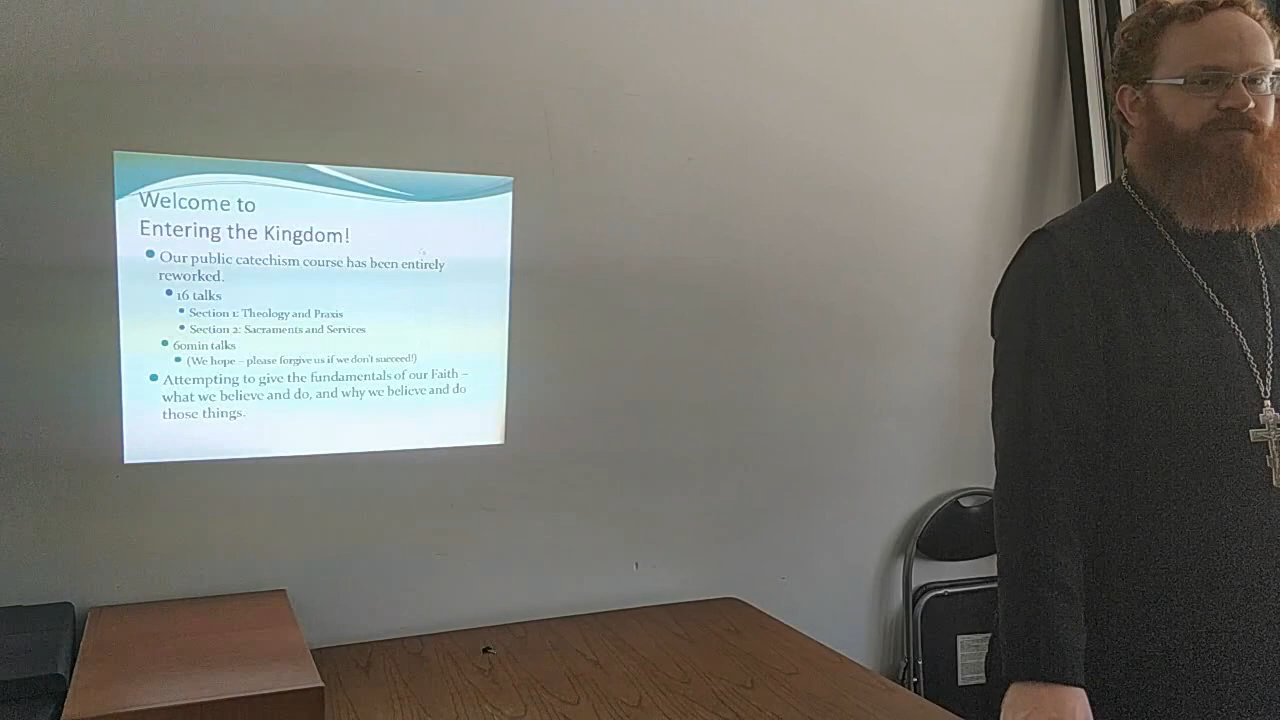 Welcome to
Entering the Kingdom!
Our public catechism course has been entirely
reworked.
16 talks
Section 1: Theology and Praxis
Section 2: Sacraments and Services
60min talks
(We hope – please forgive us if we don't succeed!)
Attempting to give the fundamentals of our Faith –
what we believe and do, and why we believe and do
those things.